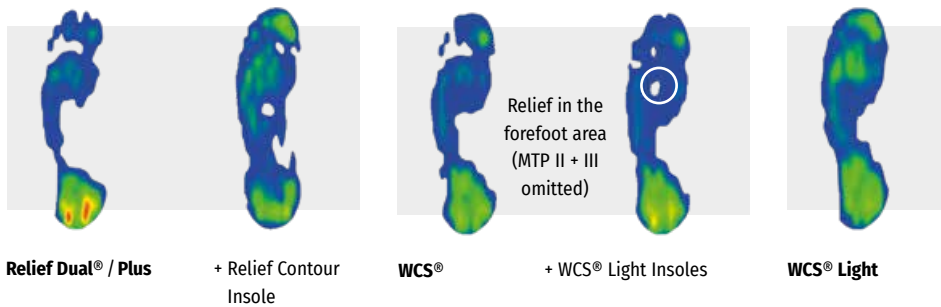 Relief in the
forefoot area
(MTP II + III
omitted)
Relief Dual® / Plus
+ Relief Contour
Insole
WCS®
+ WCS® Light Insoles
WCS® Light